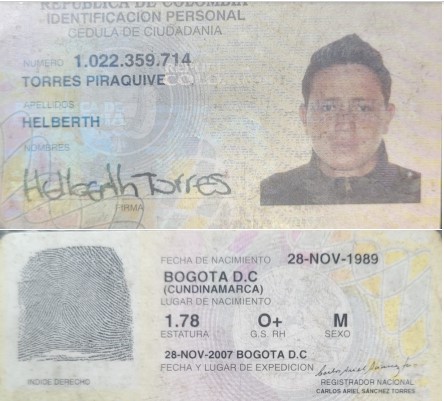 REPUBLICA DE COLOMBIA
IDENTIFICACION PERSONAL
CEDULA DE CIUDADANIA
NUMERO 1.022.359.714
TORRES PIRAQUIVE
APELLIDOS
HELBERTH
NOMBRES
Helberth Torres
FIRMA
FECHA DE NACIMIENTO 28-NOV-1989
BOGOTA D.C
(CUNDINAMARCA)
LUGAR DE NACIMIENTO
1.78 O+ M
ESTATURA G.S. RH SEXO
28-NOV-2007 BOGOTA D.C
FECHA Y LUGAR DE EXPEDICION
INDICE DERECHO
REGISTRADOR NACIONAL
CARLOS ARIEL SÁNCHEZ TORRES